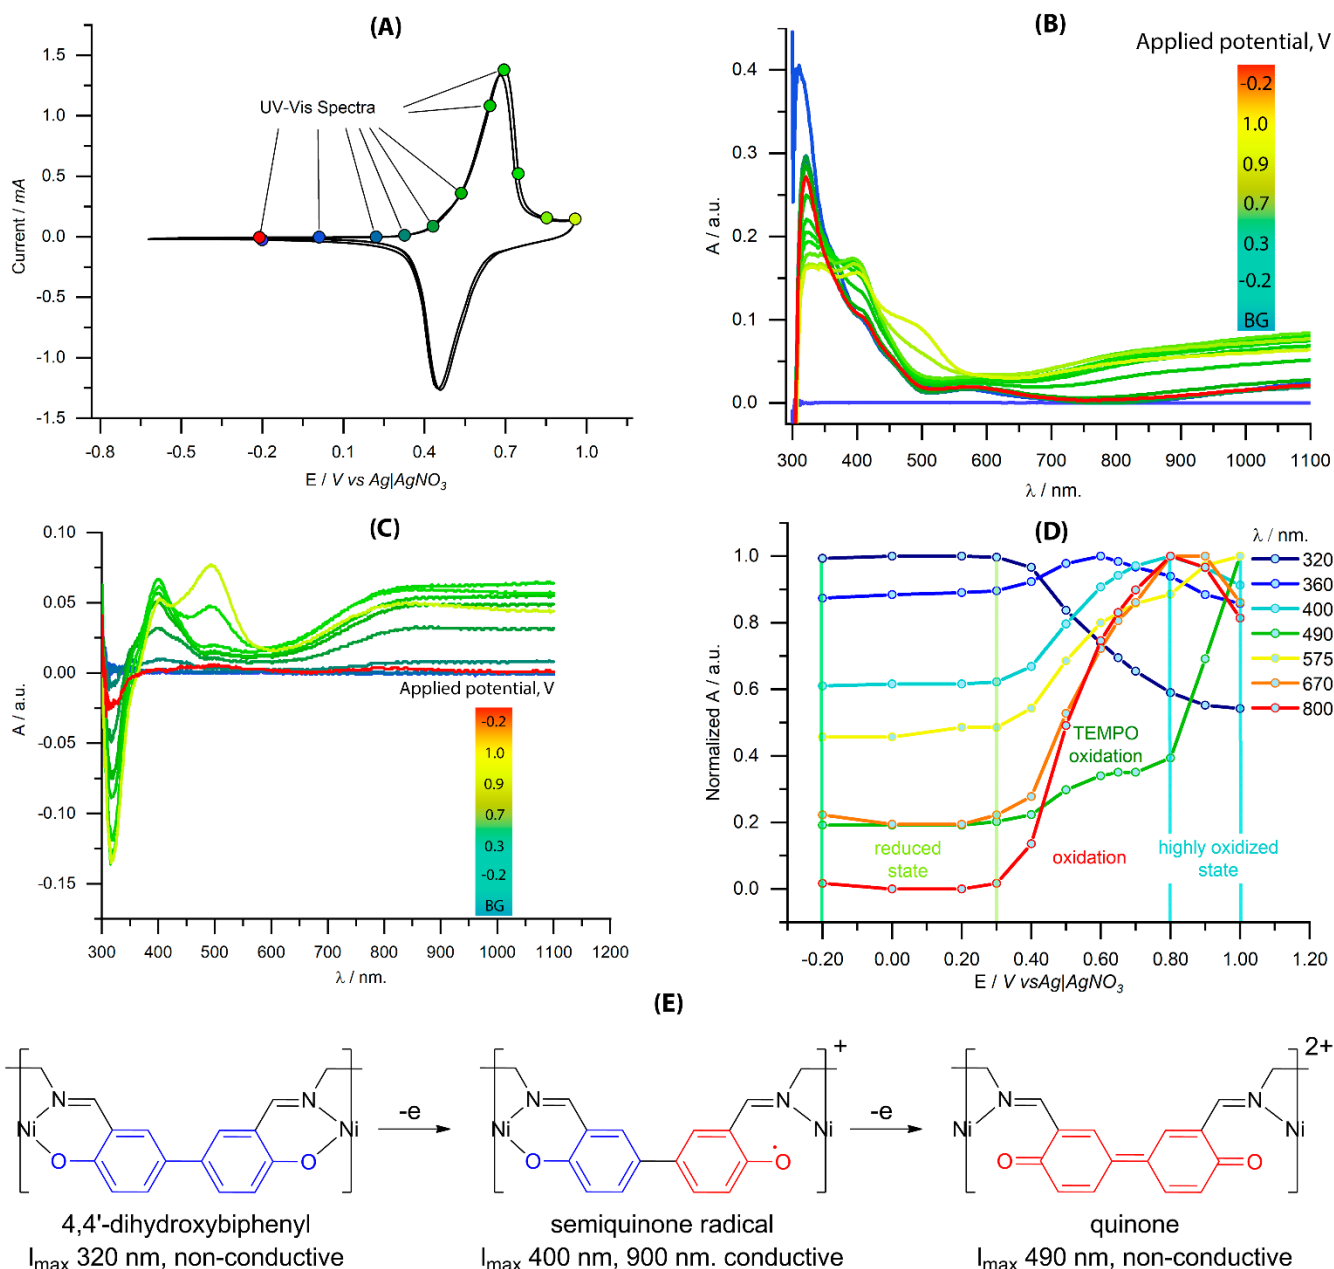 (A)
1.5
1.0
0.5
0.0
-0.5
-1.0
-1.5
Current / mA
UV-Vis Spectra
-0.8
-0.5
-0.2
0.1
0.4
0.7
1.0
E / V vs Ag|AgNO3
(B)
Applied potential, V
-0.2
1.0
0.9
0.7
0.3
-0.2
BG
0.4
0.3
0.2
0.1
0.0
A / a.u.
300 400 500 600 700 800 900 1000 1100
λ / nm.
(C)
0.10
0.05
0.00
-0.05
-0.10
-0.15
A / a.u.
Applied potential, V
-0.2
1.0
0.9
0.7
0.3
-0.2
BG
300 400 500 600 700 800 900 1000 1100 1200
λ / nm.
(D)
λ / nm.
320
360
400
490
575
670
800
1.0
0.8
0.6
0.4
0.2
0.0
Normalized A / a.u.
TEMPO
oxidation
reduced
state
oxidation
highly oxidized
state
-0.20 0.00 0.20 0.40 0.60 0.80 1.00 1.20
E / V vsAg|AgNO3
(E)
N
N
Ni
Ni
O
O
-e
+
N
N
Ni
Ni
O
O
-e
2+
N
N
Ni
Ni
O
O
4,4'-dihydroxybiphenyl
lmax 320 nm, non-conductive
semiquinone radical
lmax 400 nm, 900 nm. conductive
quinone
lmax 490 nm, non-conductive